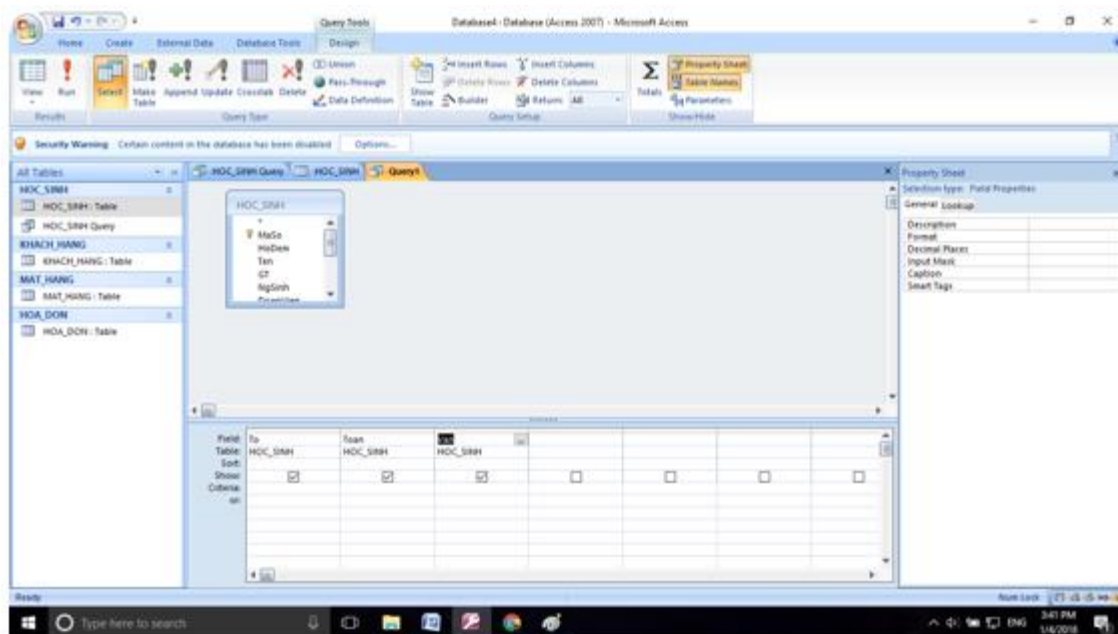 Query Tools
Database4 : Database (Access 2007) - Microsoft Access
Home Create External Data Database Tools Design
View
Run
Select
Make Table
Append
Update
Crosstab
Delete
Union
Pass-Through
Data Definition
Show Table
Insert Rows
Delete Rows
Builder
Insert Columns
Delete Columns
Return: All
Totals
Property Sheet
Table Names
Parameters
Results
Query Type
Query Setup
Show/Hide
Security Warning Certain content in the database has been disabled Options...
All Tables
HOC_SINH
HOC_SINH : Table
HOC_SINH Query
KHACH_HANG
KHACH_HANG : Table
MAT_HANG
MAT_HANG : Table
HOA_DON
HOA_DON : Table
HOC_SINH Query
HOC_SINH
Query1
HOC_SINH
*
MaSo
HoDem
Ten
GT
NgSinh
Field: To Toan
Table: HOC_SINH HOC_SINH HOC_SINH
Sort:
Show:
Criteria:
or:
Property Sheet
Selection type: Field Properties
General Lookup
Description
Format
Decimal Places
Input Mask
Caption
Smart Tags
Ready
Num Lock
Type here to search
ENG
3:41 PM
1/4/2018